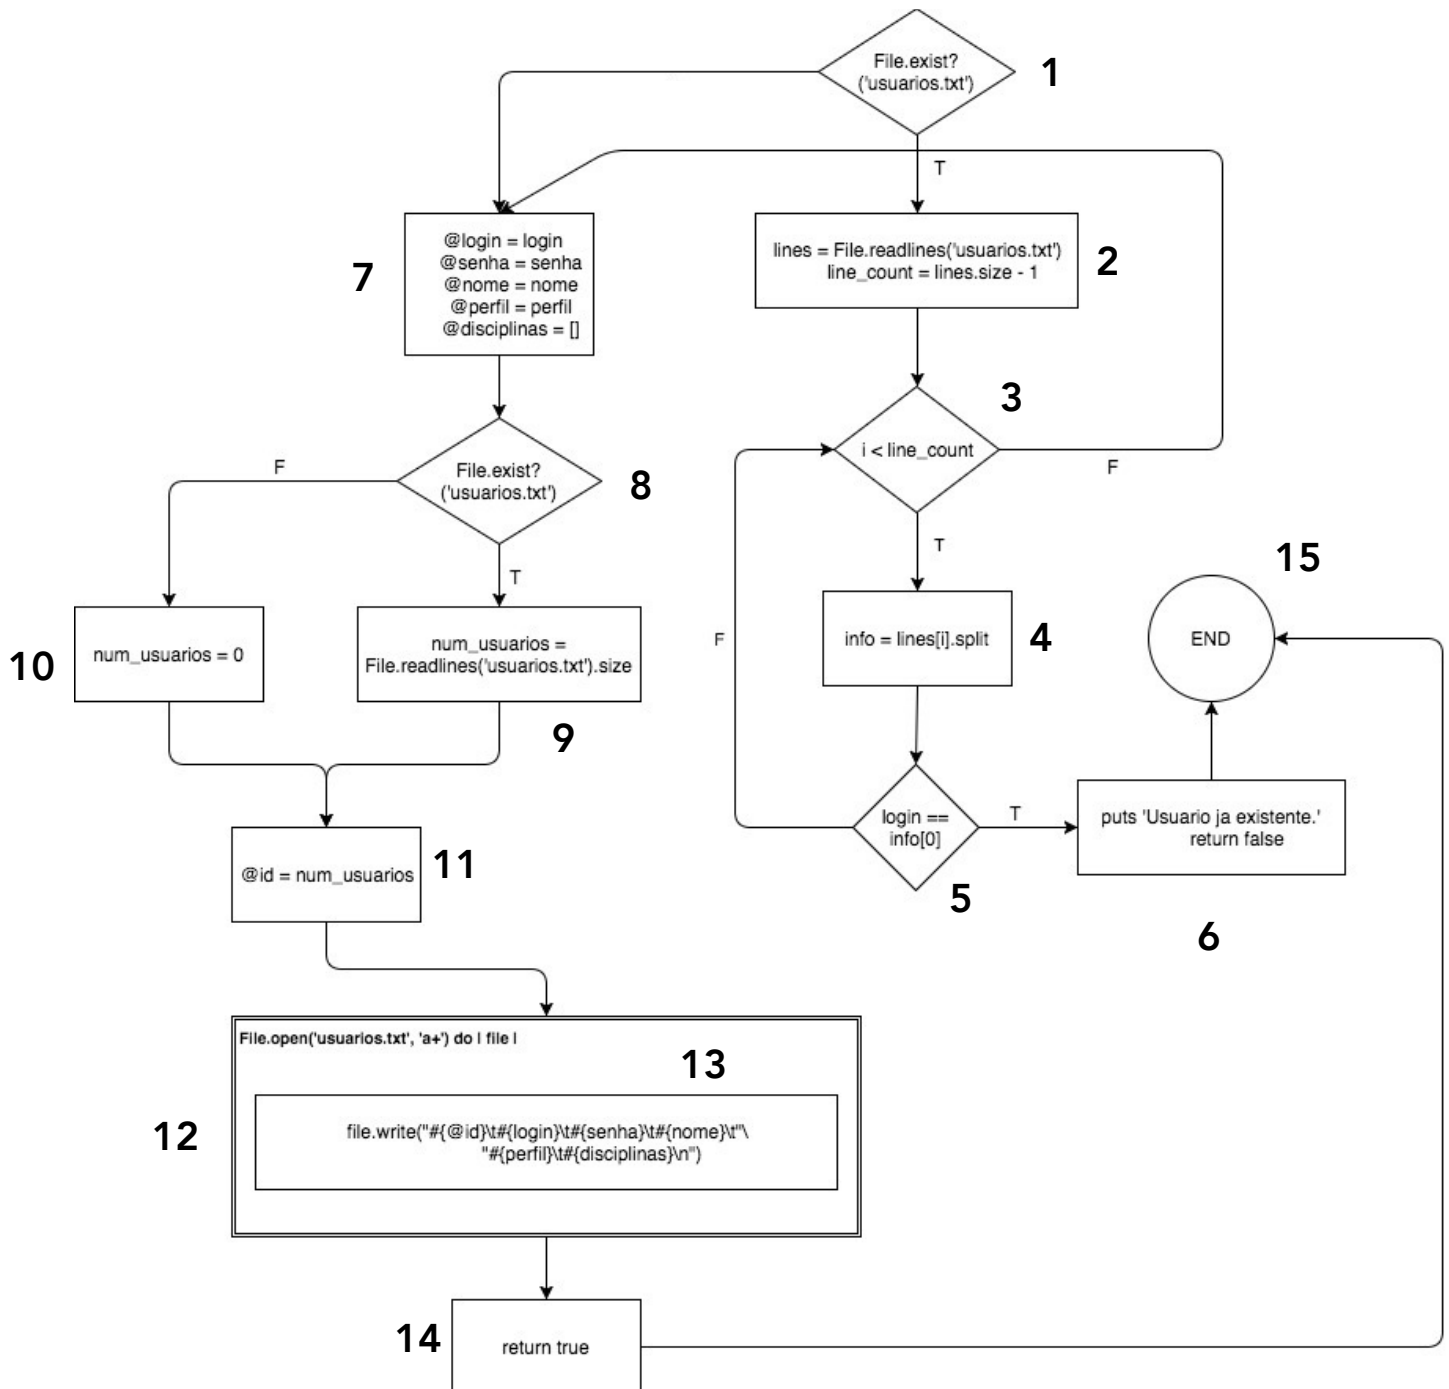 File.exist?
('usuarios.txt')
1
T
@login = login
@senha = senha
@nome = nome
@perfil = perfil
@disciplinas = []
7
lines = File.readlines('usuarios.txt')
line_count = lines.size - 1
2
3
i < line_count
F
F
File.exist?
('usuarios.txt')
8
T
T
15
num_usuarios = 0
10
num_usuarios =
File.readlines('usuarios.txt').size
9
F
info = lines[i].split
4
END
login ==
info[0]
T
5
puts 'Usuario ja existente.'
return false
6
@id = num_usuarios
11
File.open('usuarios.txt', 'a+') do | file |
13
12
file.write("#{@id}\t#{login}\t#{senha}\t#{nome}\t"\
"#{perfil}\t#{disciplinas}\n")
14
return true